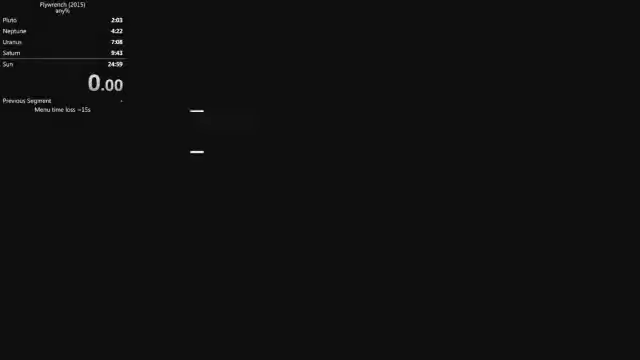 Flywrench (2015)
any%
Pluto 2:03
Neptune 4:22
Uranus 7:08
Saturn 9:43
Sun 24:59
0.00
Previous Segment -
Menu time loss ~15s